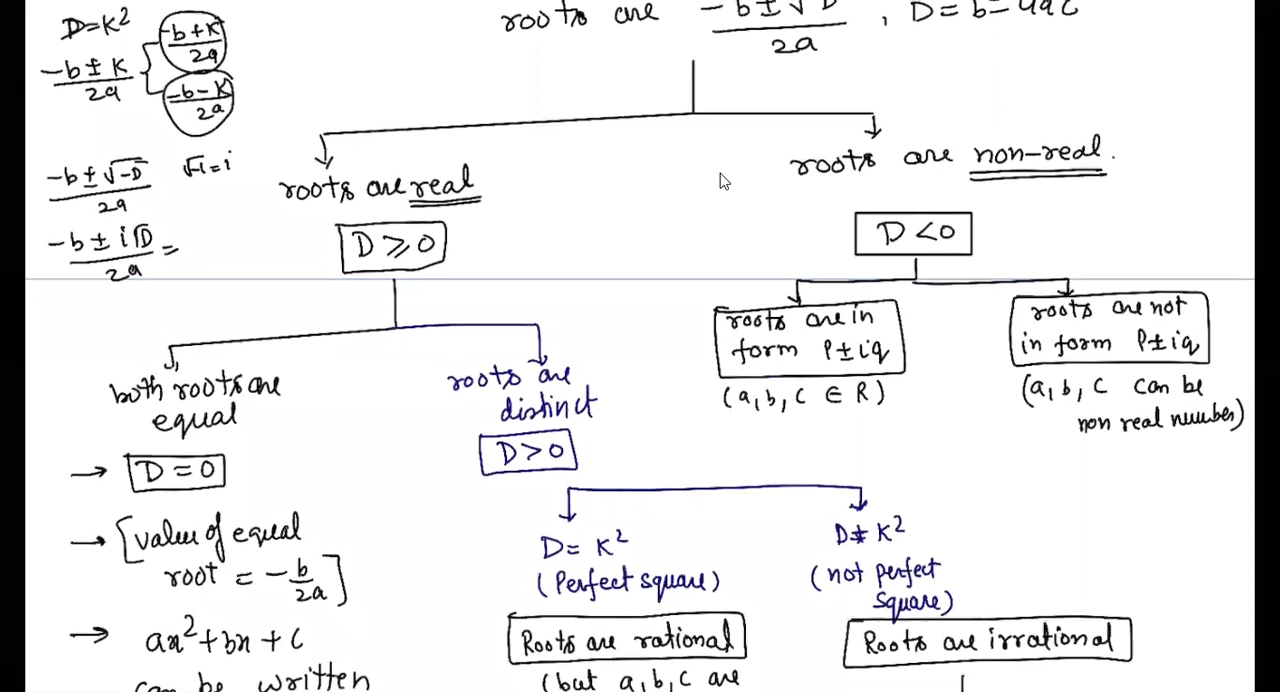 roots are (-b ± √D)/2a , D = b² - 4ac
D = K²
(-b ± K)/2a { (-b + K)/2a
(-b - K)/2a
(-b ± √-D)/2a √-1 = i
(-b ± i√D)/2a =
roots are real
D ≥ 0
roots are non-real.
D < 0
roots are in
form P ± iq
(a, b, c ∈ R)
roots are not
in form P ± iq
(a, b, c can be
non real number)
both roots are
equal
→ D = 0
→ [value of equal
root = -b/2a]
→ ax² + bx + c
can be written
roots are
distinct
D > 0
D = K²
(Perfect square)
Roots are rational
(but a, b, c are
D ≠ K²
(not perfect
square)
Roots are irrational